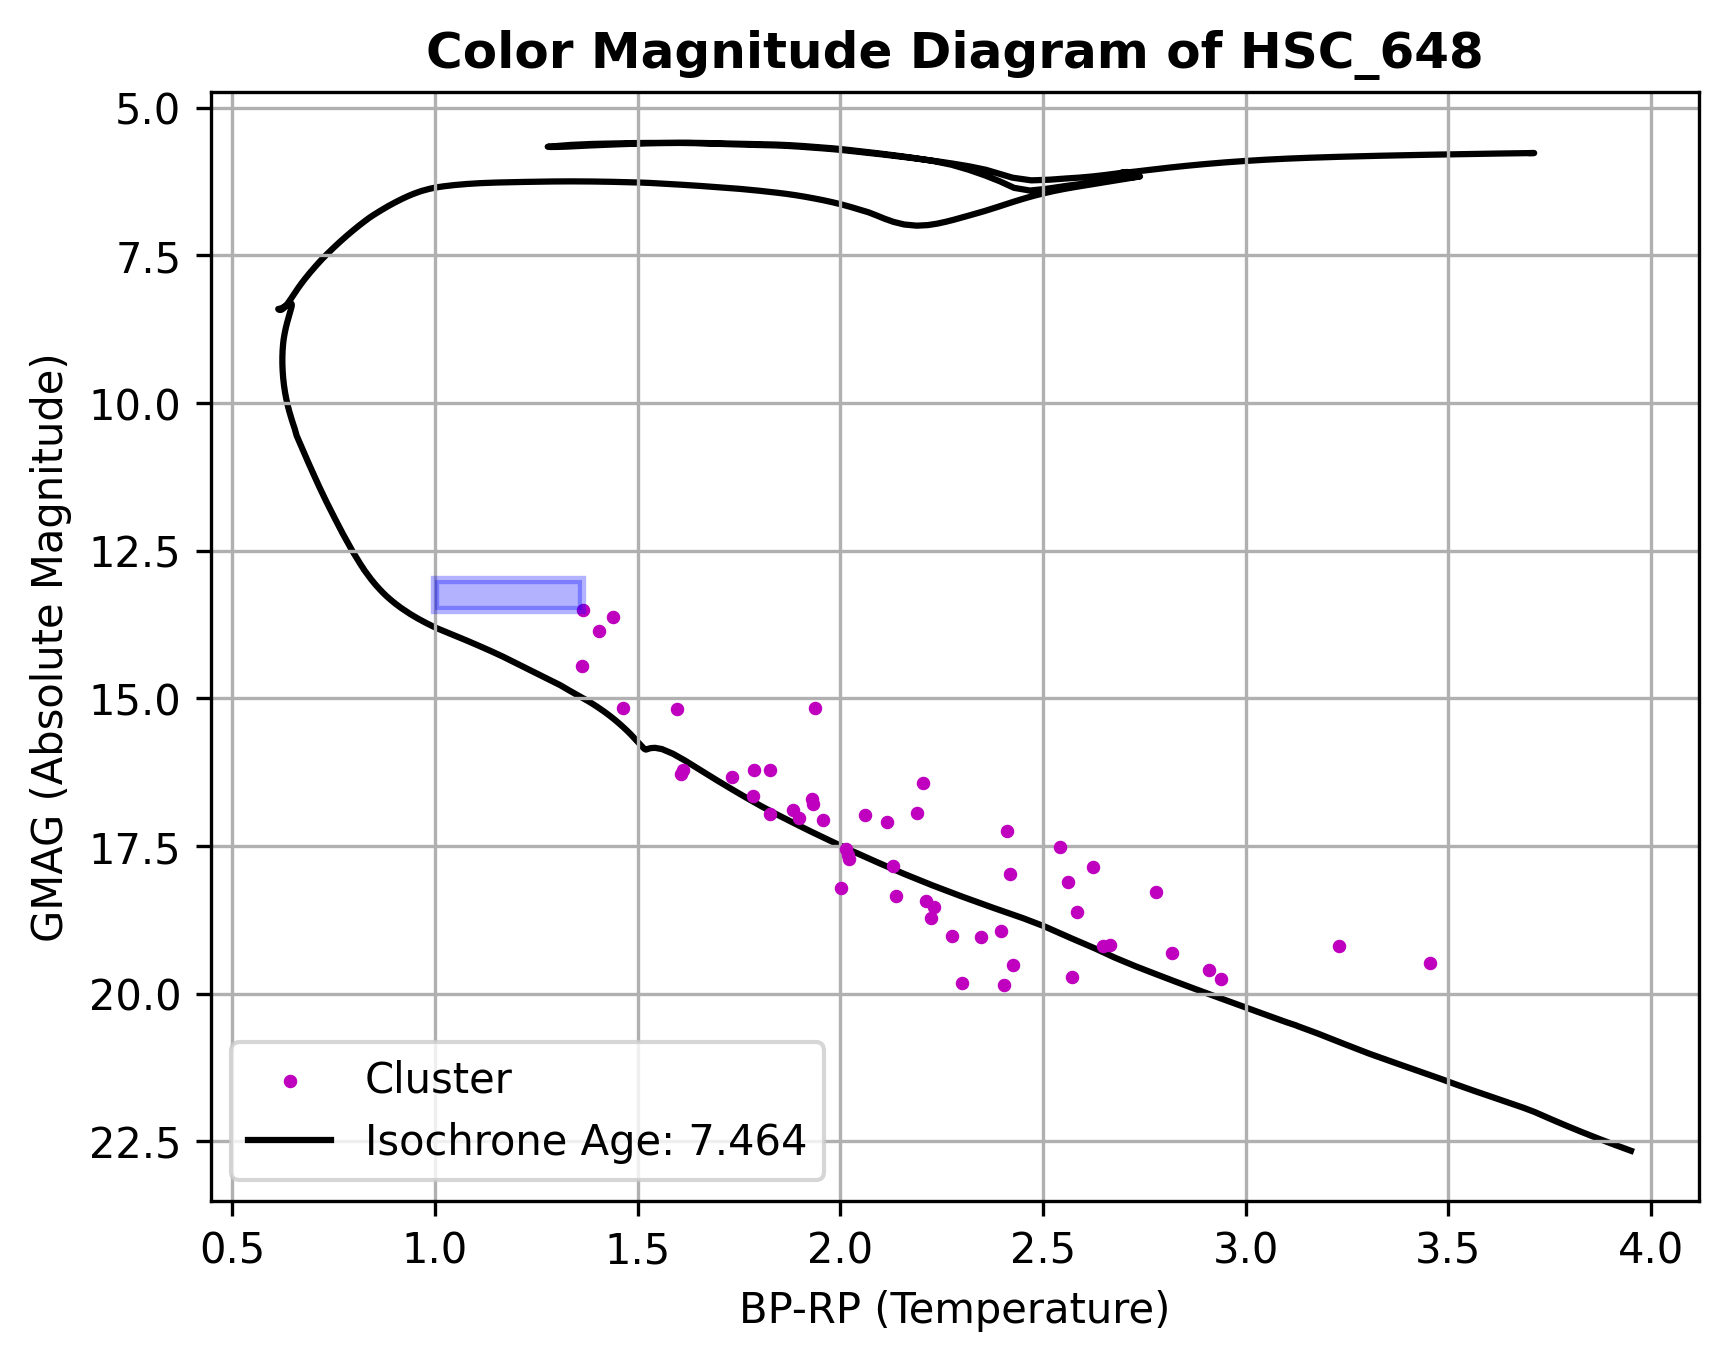 Color Magnitude Diagram of HSC_648
GMAG (Absolute Magnitude)
5.0
7.5
10.0
12.5
15.0
17.5
20.0
22.5
Cluster
Isochrone Age: 7.464
0.5 1.0 1.5 2.0 2.5 3.0 3.5 4.0
BP-RP (Temperature)